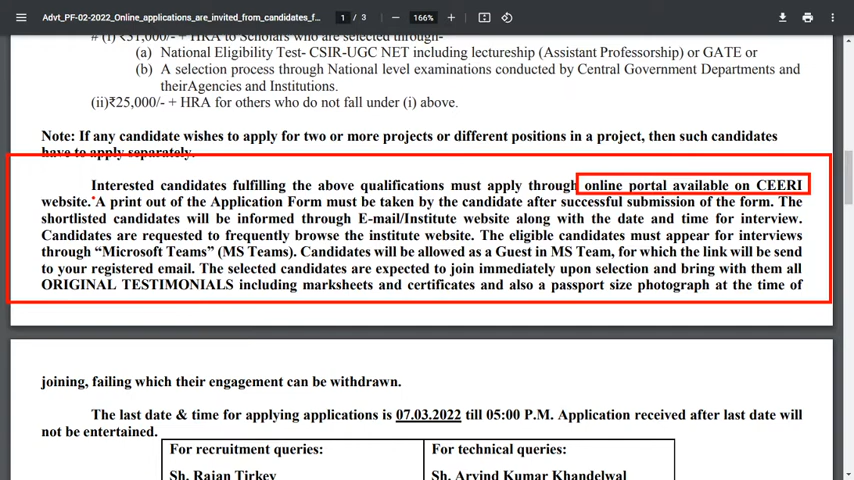 Advt_PF-02-2022_Online_applications_are_invited_from_candidates_f...
1 / 3
166%
# (i) ₹31,000/- + HRA to Scholars who are selected through-
(a) National Eligibility Test- CSIR-UGC NET including lectureship (Assistant Professorship) or GATE or
(b) A selection process through National level examinations conducted by Central Government Departments and
theirAgencies and Institutions.
(ii)₹25,000/- + HRA for others who do not fall under (i) above.
Note: If any candidate wishes to apply for two or more projects or different positions in a project, then such candidates
have to apply separately.
Interested candidates fulfilling the above qualifications must apply through online portal available on CEERI
website. A print out of the Application Form must be taken by the candidate after successful submission of the form. The
shortlisted candidates will be informed through E-mail/Institute website along with the date and time for interview.
Candidates are requested to frequently browse the institute website. The eligible candidates must appear for interviews
through “Microsoft Teams” (MS Teams). Candidates will be allowed as a Guest in MS Team, for which the link will be send
to your registered email. The selected candidates are expected to join immediately upon selection and bring with them all
ORIGINAL TESTIMONIALS including marksheets and certificates and also a passport size photograph at the time of
joining, failing which their engagement can be withdrawn.
The last date & time for applying applications is 07.03.2022 till 05:00 P.M. Application received after last date will
not be entertained.
For recruitment queries:
For technical queries:
Sh. Rajan Tirkey
Sh. Arvind Kumar Khandelwal